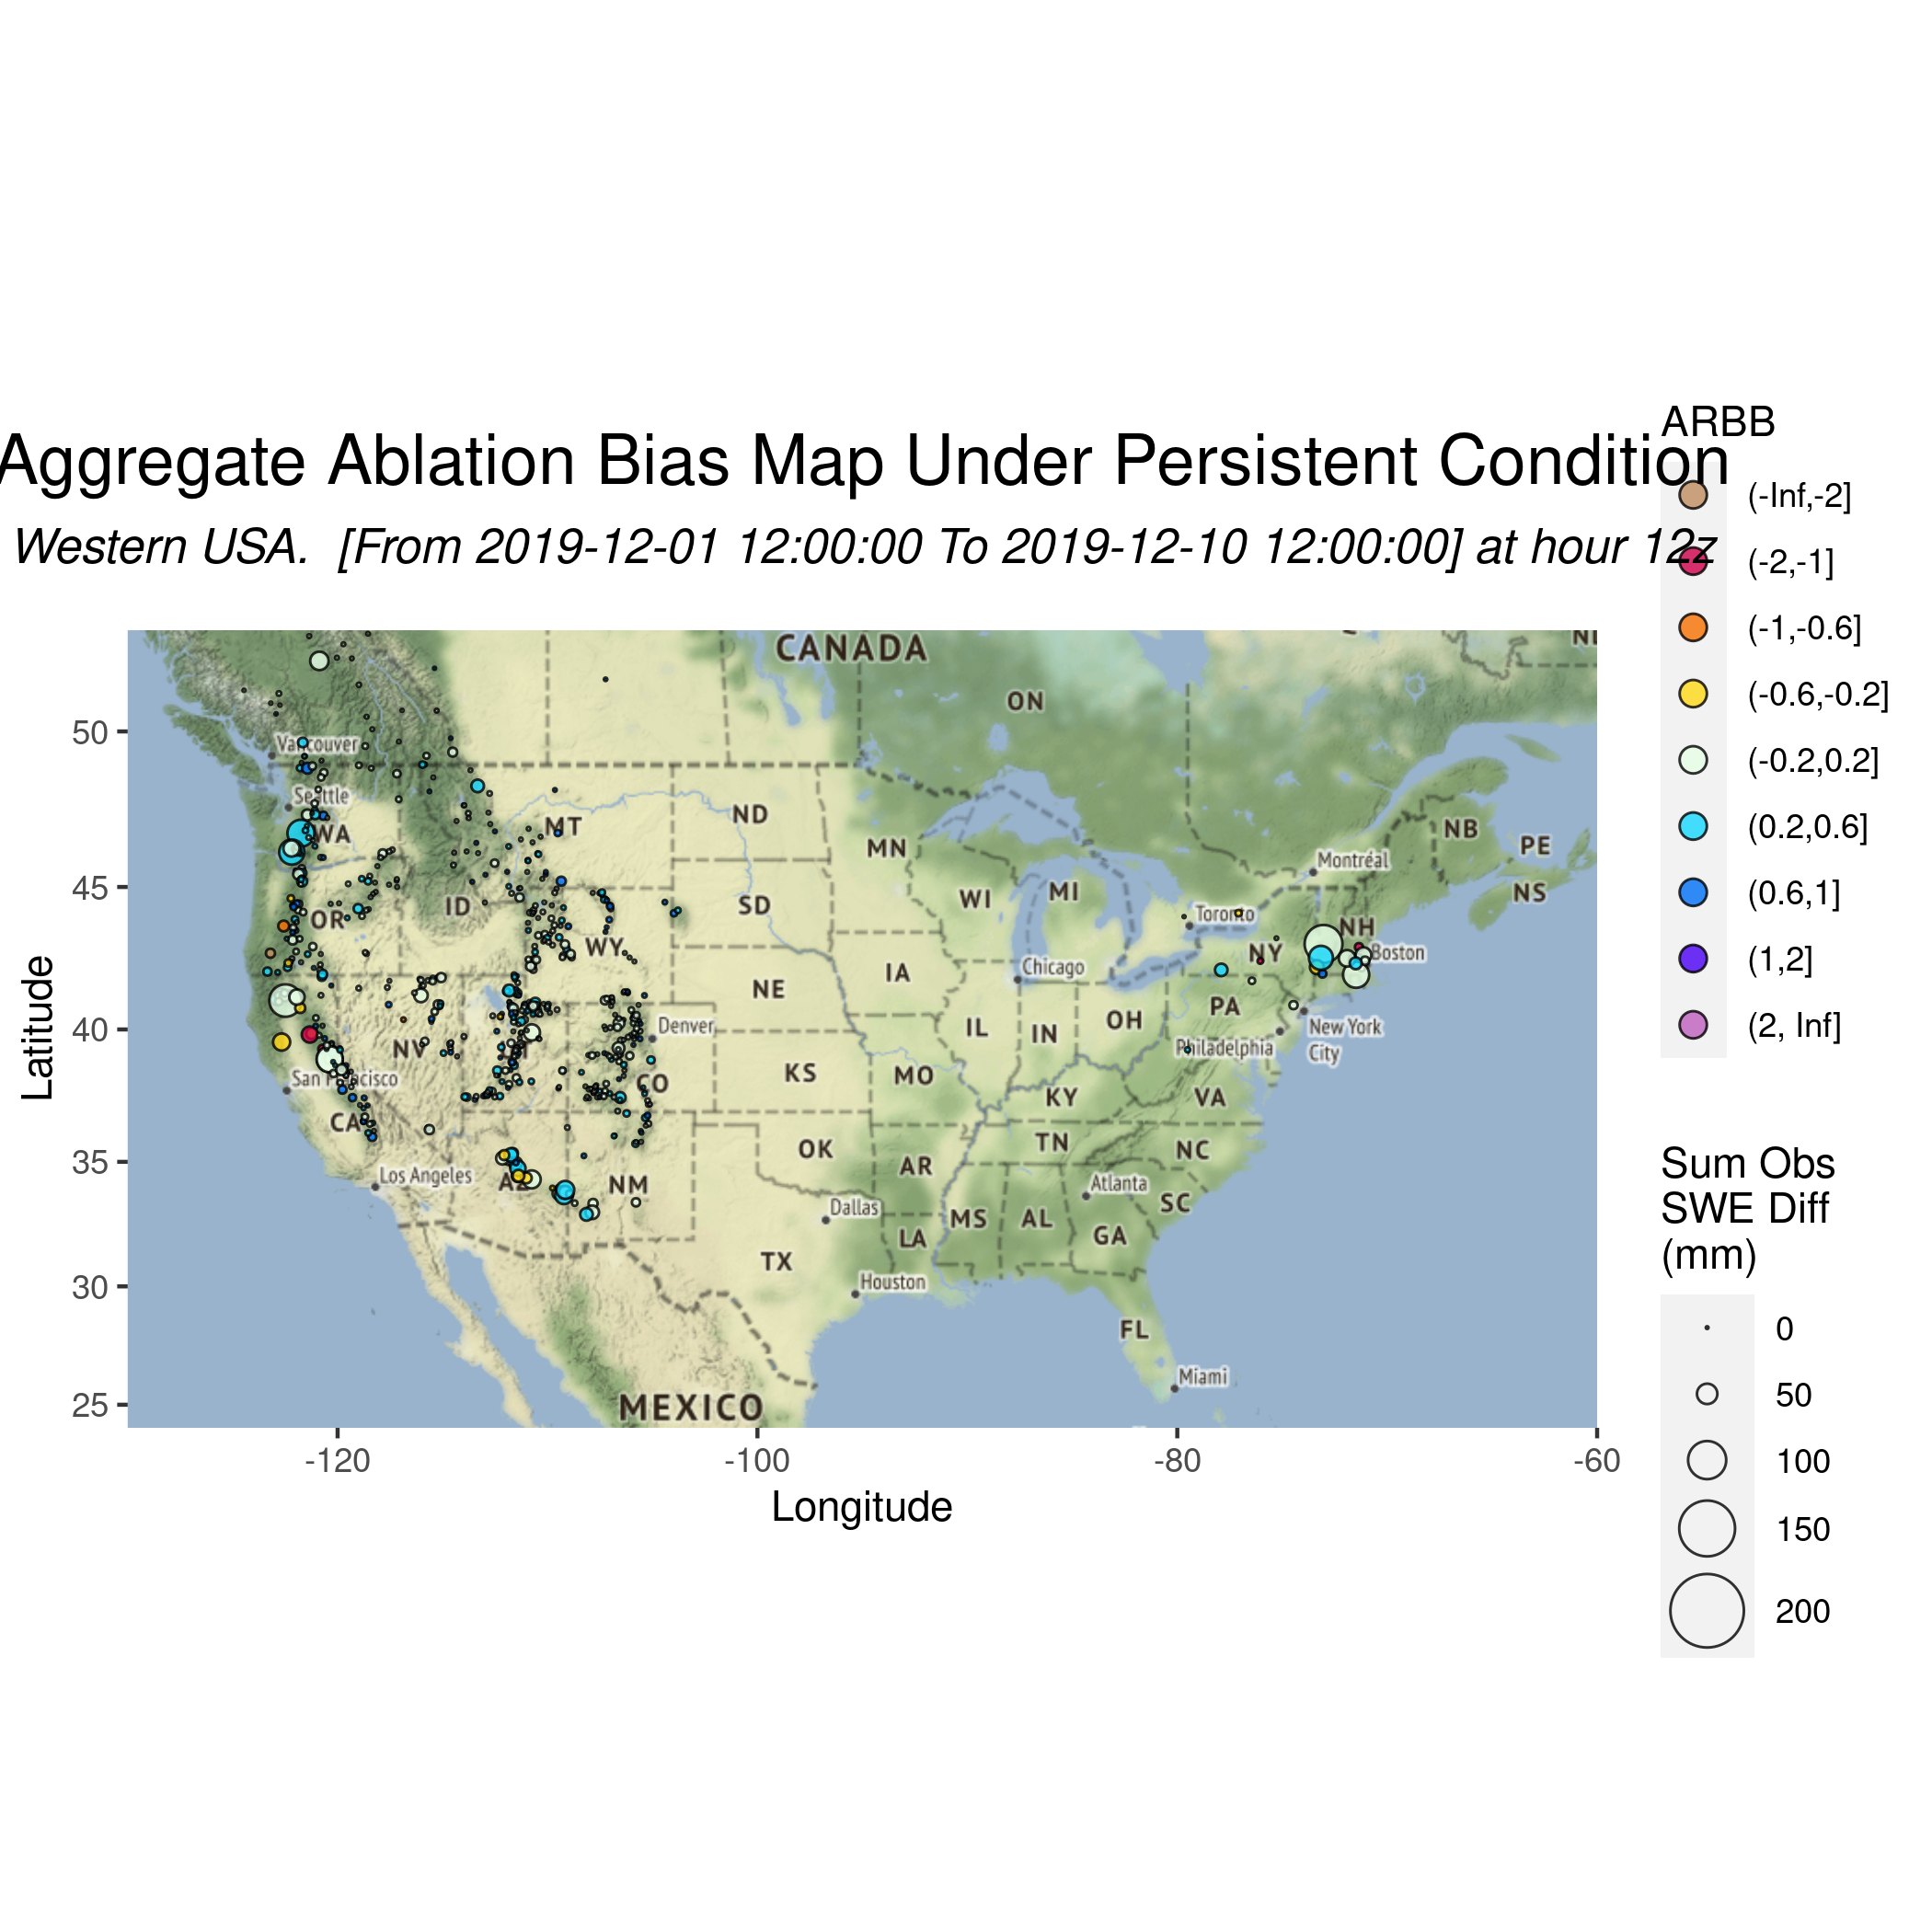 Aggregate Ablation Bias Map Under Persistent Condition
Western USA.  [From 2019-12-01 12:00:00 To 2019-12-10 12:00:00] at hour 12z
ARBB
(-Inf,-2]
(-2,-1]
(-1,-0.6]
(-0.6,-0.2]
(-0.2,0.2]
(0.2,0.6]
(0.6,1]
(1,2]
(2, Inf]
Sum Obs
SWE Diff
(mm)
0
50
100
150
200
Latitude
50
45
40
35
30
25
-120
-100
-80
-60
Longitude
CANADA
ON
Vancouver
Seattle
WA
MT
ND
MN
NB
PE
Montréal
OR
ID
SD
WI
MI
NS
Toronto
NH
WY
NY
Boston
IA
Chicago
NE
PA
Denver
IL
IN
OH
New York
City
NV
Philadelphia
San Francisco
CO
KS
MO
KY
VA
CA
OK
TN
NC
AR
Los Angeles
AZ
NM
Atlanta
SC
Dallas
MS
AL
GA
LA
TX
Houston
FL
Miami
MEXICO